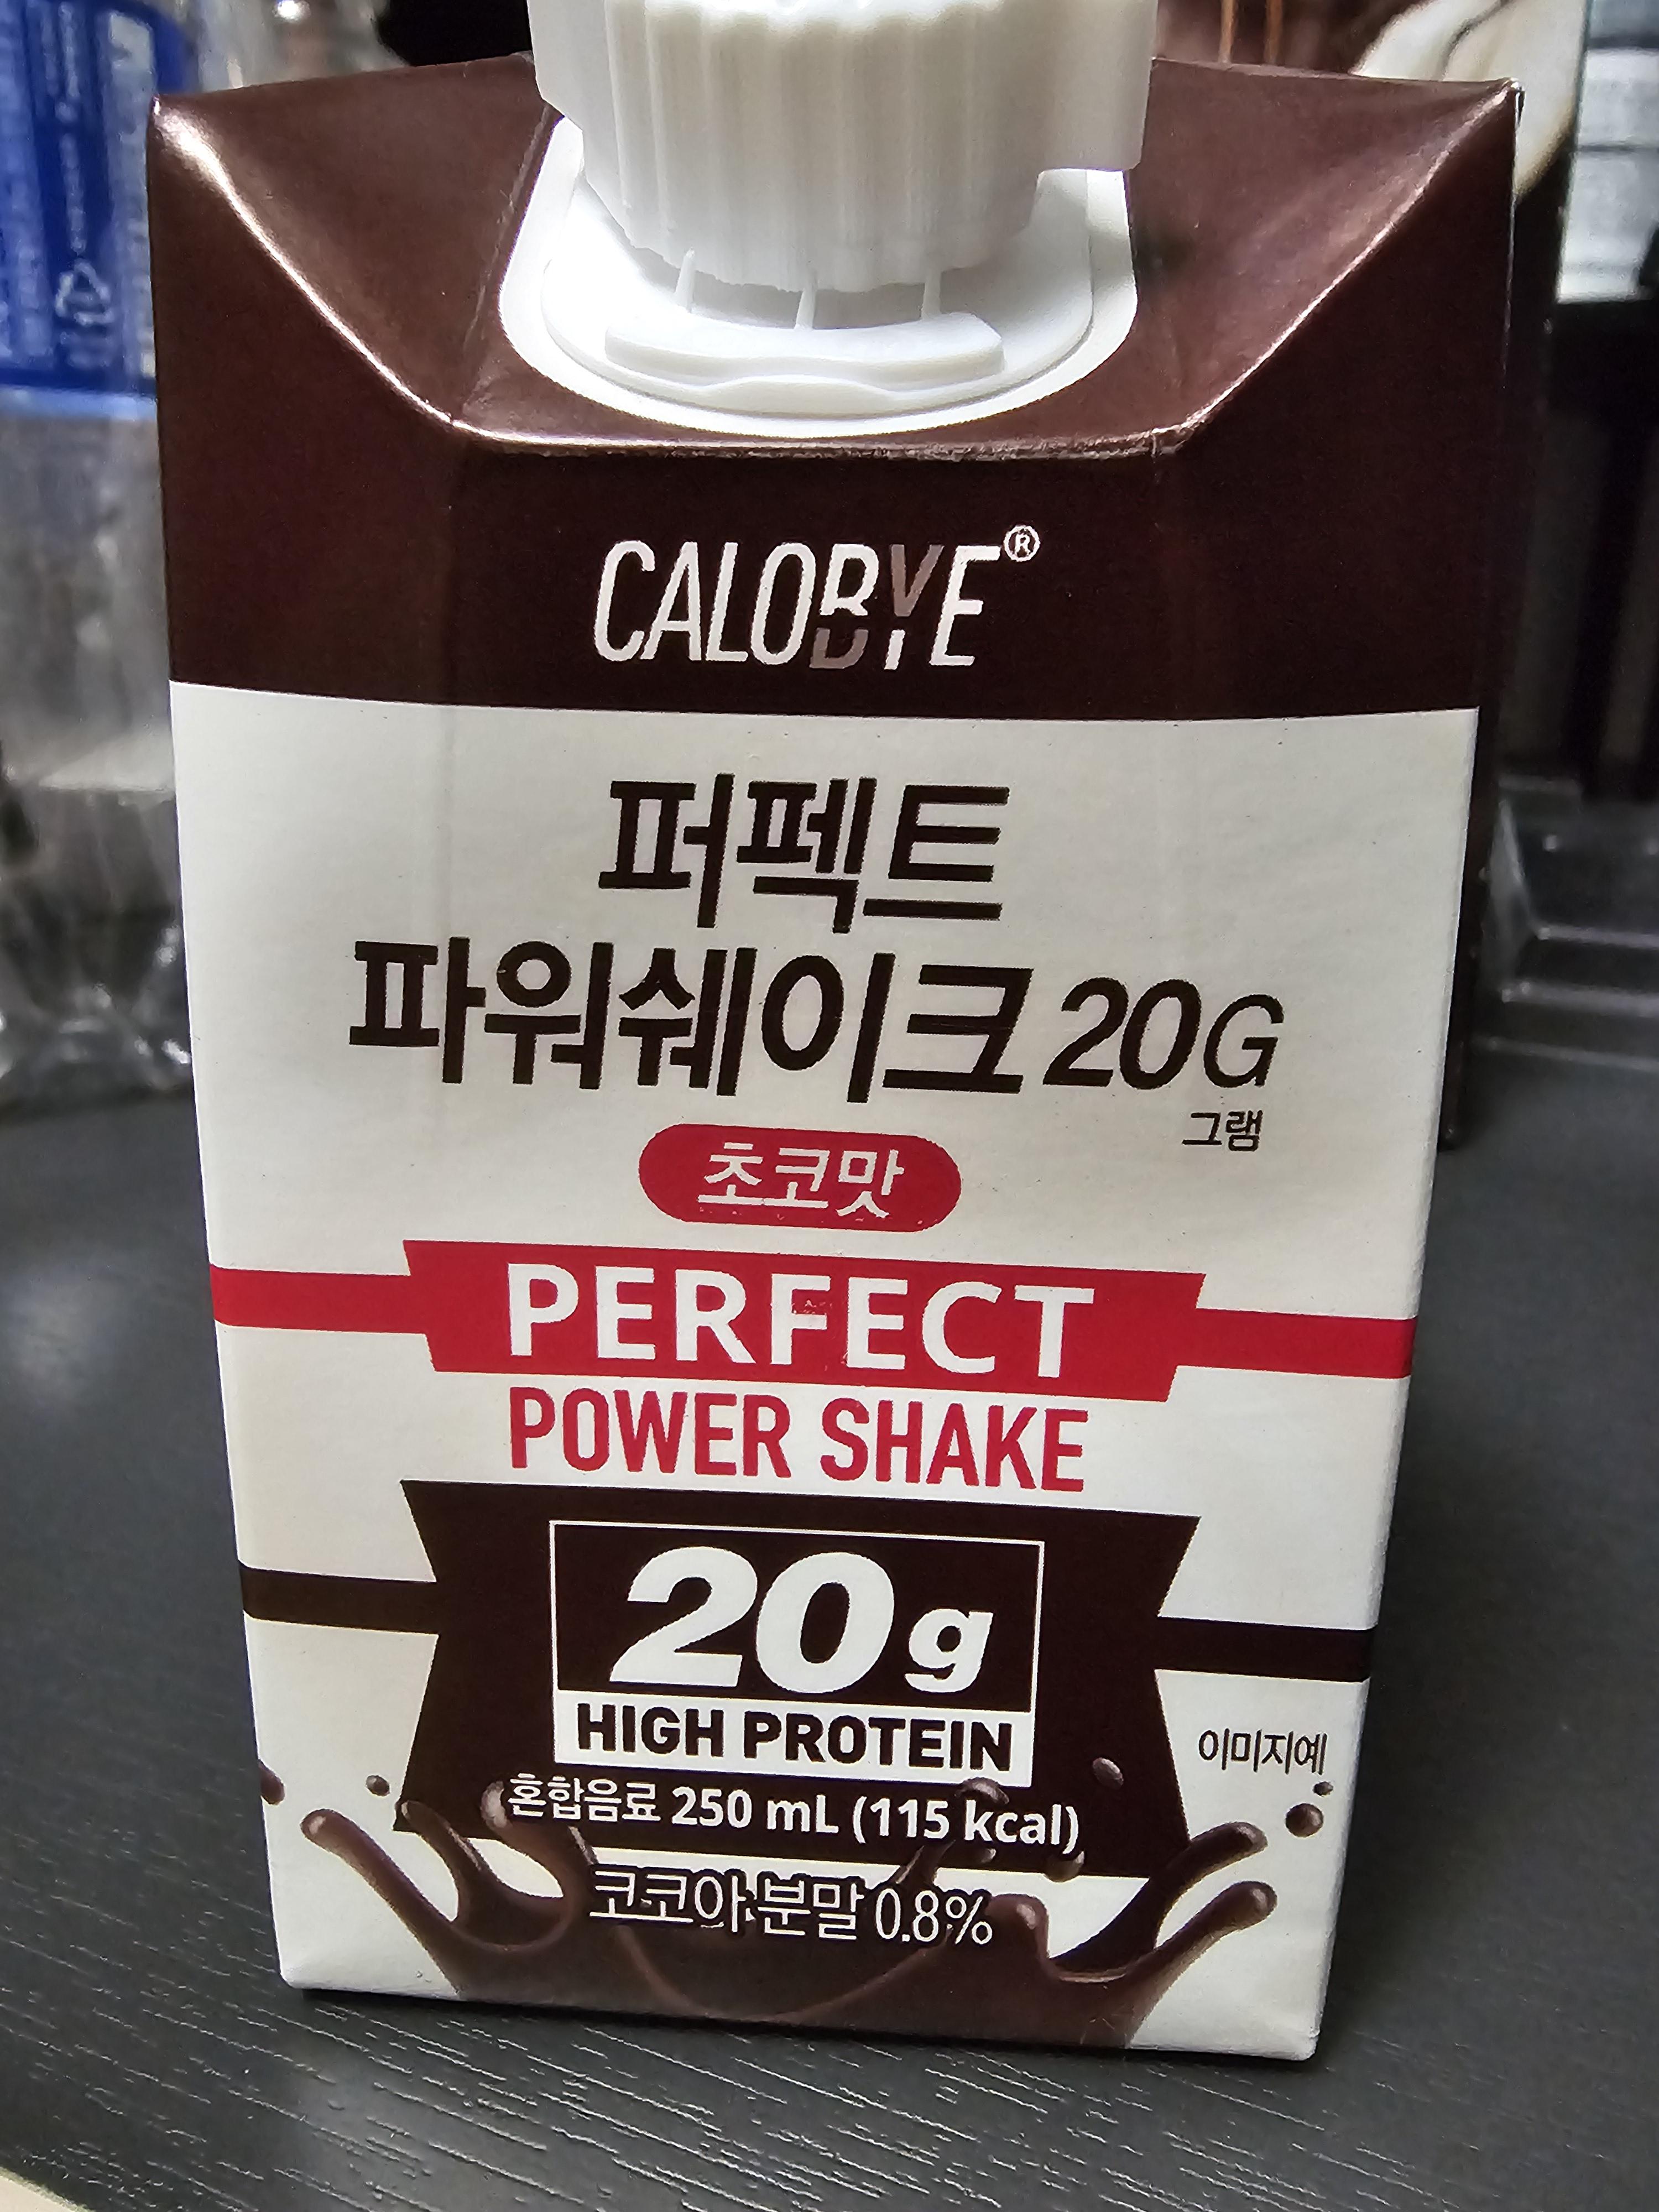 CALOBYE®
퍼펙트
파워쉐이크 20G
그램
초코맛
PERFECT
POWER SHAKE
20g
HIGH PROTEIN
이미지예
혼합음료 250 mL (115 kcal)
코코아 분말 0.8%